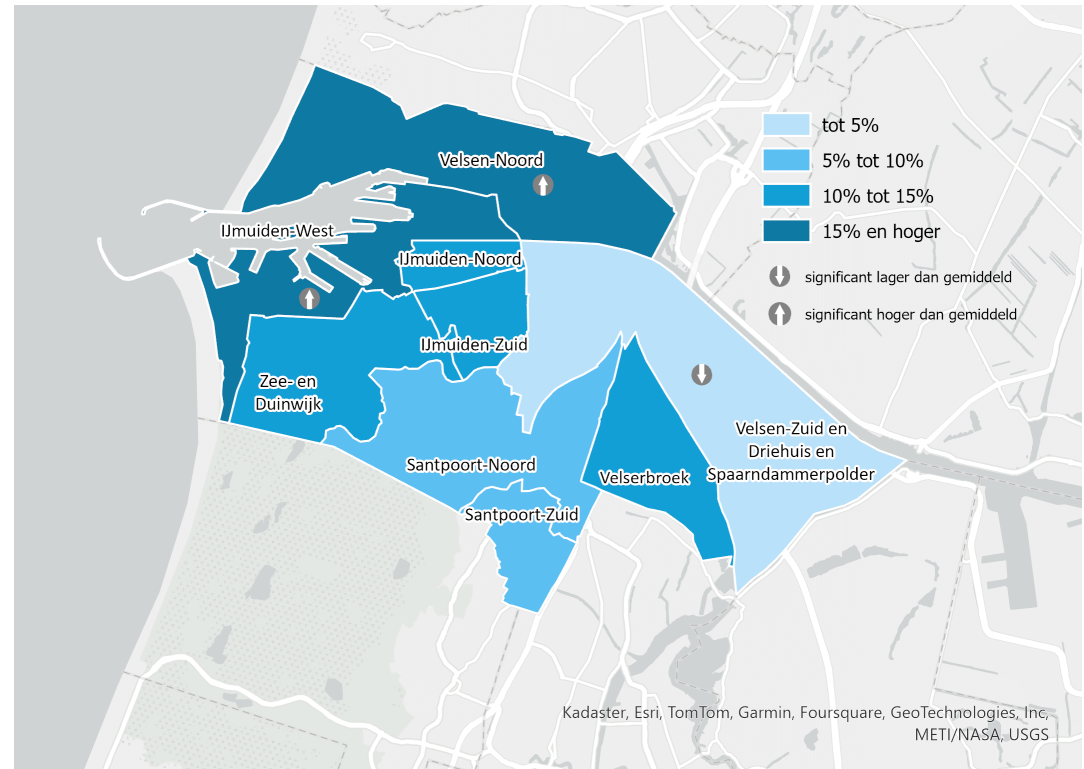 Velsen-Noord
IJmuiden-West
IJmuiden-Noord
IJmuiden-Zuid
Zee- en
Duinwijk
Santpoort-Noord
Santpoort-Zuid
Velserbroek
Velsen-Zuid en
Driehuis en
Spaarndammerpolder
tot 5%
5% tot 10%
10% tot 15%
15% en hoger
significant lager dan gemiddeld
significant hoger dan gemiddeld
Kadaster, Esri, TomTom, Garmin, Foursquare, GeoTechnologies, Inc,
METI/NASA, USGS